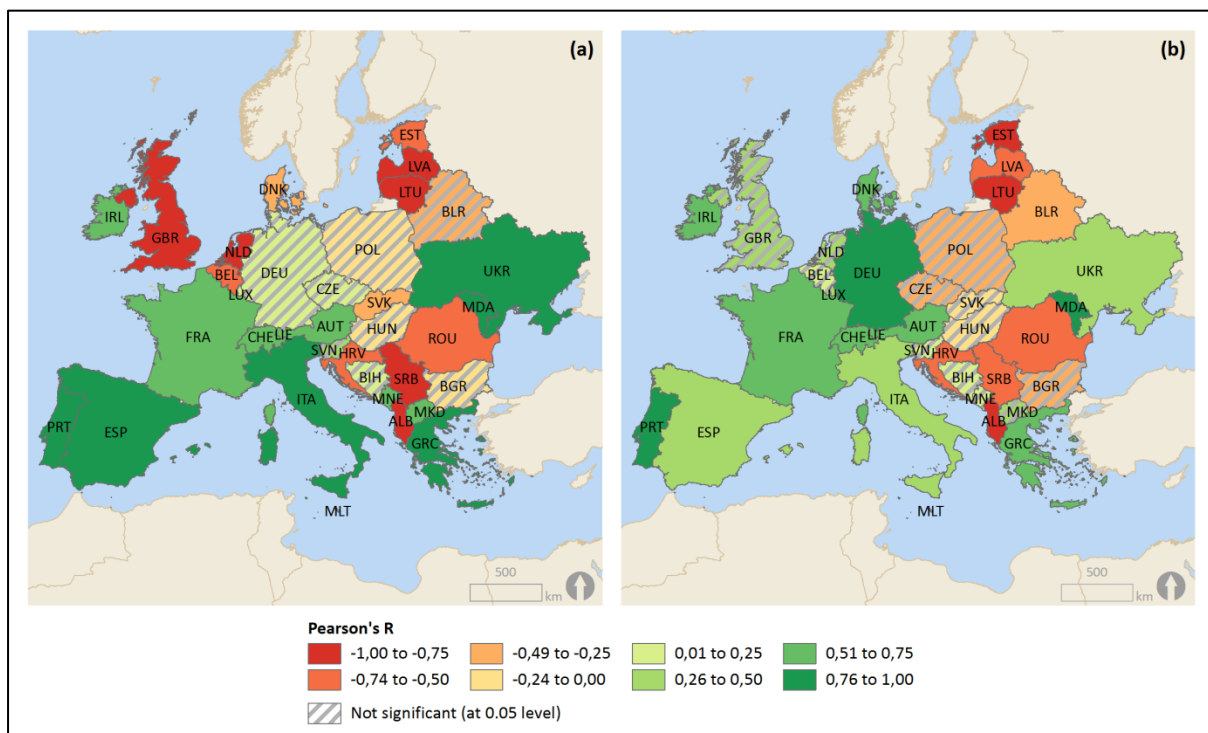 (a)
EST
LVA
LTU
DNK
BLR
IRL
GBR
NLD
POL
DEU
BEL
UKR
LUX
CZE
SVK
MDA
AUT
HUN
FRA
CHE
LIE
ROU
SVN
HRV
BIH
SRB
BGR
ITA
MNE
MKD
ALB
PRT
ESP
GRC
MLT
500
km
(b)
EST
LVA
LTU
DNK
BLR
IRL
GBR
NLD
POL
DEU
BEL
UKR
LUX
CZE
SVK
MDA
AUT
HUN
FRA
CHE
LIE
ROU
SVN
HRV
BIH
SRB
BGR
ITA
MNE
MKD
ALB
PRT
ESP
GRC
MLT
500
km
Pearson's R
-1,00 to -0,75
-0,49 to -0,25
0,01 to 0,25
0,51 to 0,75
-0,74 to -0,50
-0,24 to 0,00
0,26 to 0,50
0,76 to 1,00
Not significant (at 0.05 level)